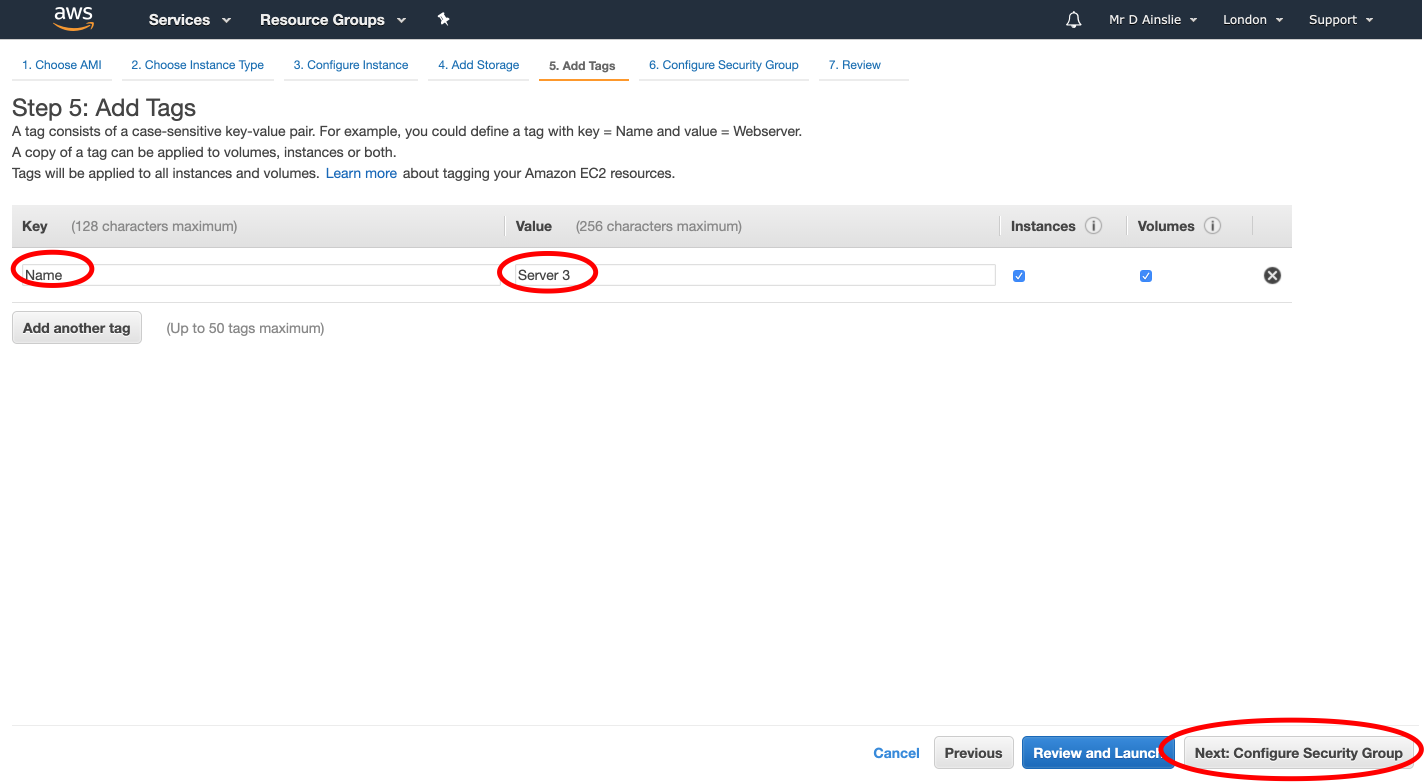 aws Services Resource Groups Mr D Ainslie London Support
1. Choose AMI 2. Choose Instance Type 3. Configure Instance 4. Add Storage 5. Add Tags 6. Configure Security Group 7. Review
Step 5: Add Tags
A tag consists of a case-sensitive key-value pair. For example, you could define a tag with key = Name and value = Webserver.
A copy of a tag can be applied to volumes, instances or both.
Tags will be applied to all instances and volumes. Learn more about tagging your Amazon EC2 resources.
Key (128 characters maximum) Value (256 characters maximum) Instances i Volumes i
Name Server 3
Add another tag (Up to 50 tags maximum)
Cancel Previous Review and Launch Next: Configure Security Group